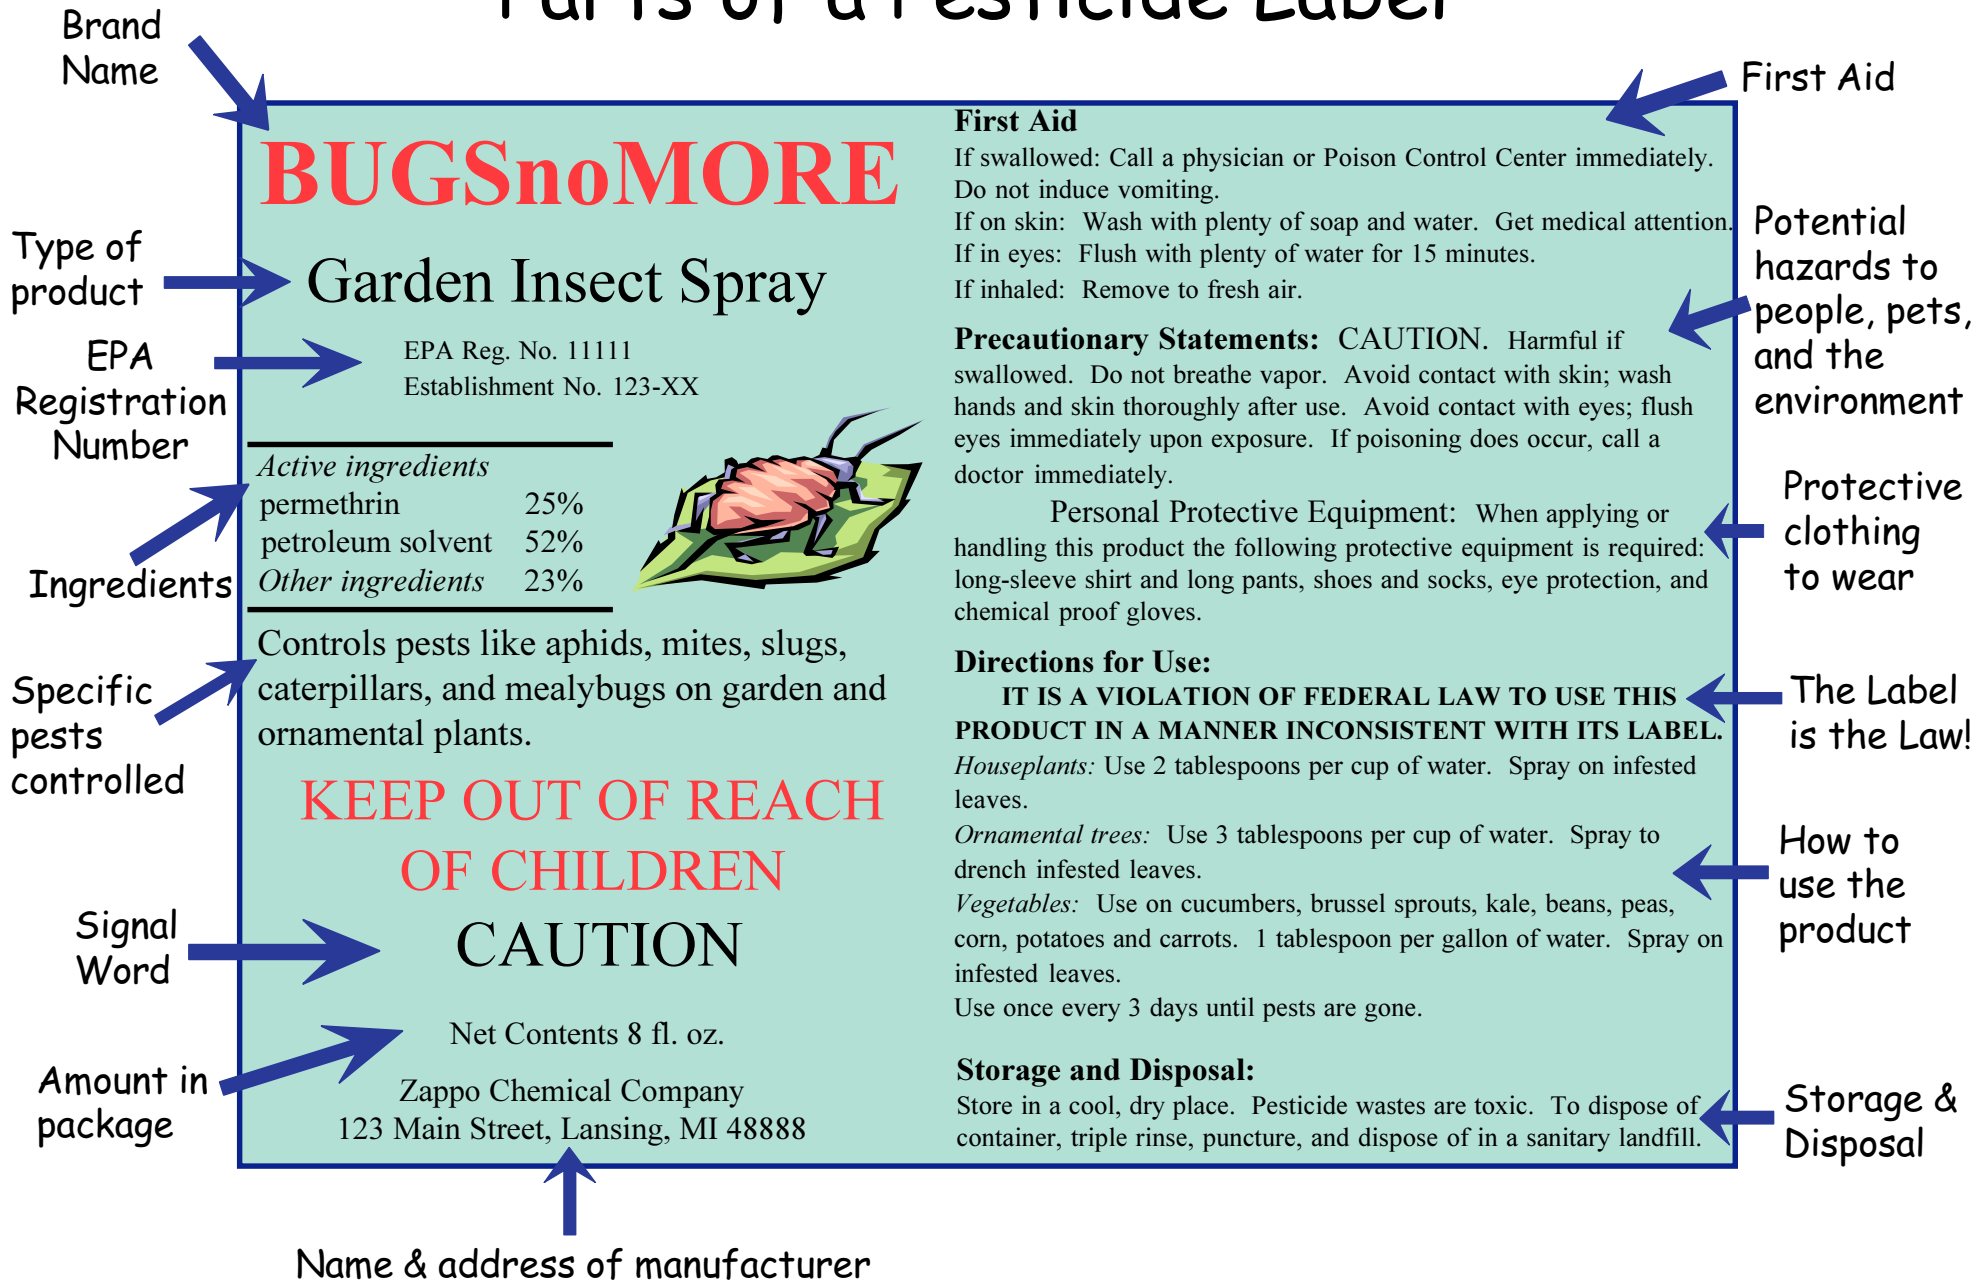 Parts of a Pesticide Label
Brand
Name
Type of
product
EPA
Registration
Number
Ingredients
Specific
pests
controlled
Signal
Word
Amount in
package
BUGSnoMORE
Garden Insect Spray
EPA Reg. No. 11111
Establishment No. 123-XX
Active ingredients
permethrin 25%
petroleum solvent 52%
Other ingredients 23%
Controls pests like aphids, mites, slugs,
caterpillars, and mealybugs on garden and
ornamental plants.
KEEP OUT OF REACH
OF CHILDREN
CAUTION
Net Contents 8 fl. oz.
Zappo Chemical Company
123 Main Street, Lansing, MI 48888
Name & address of manufacturer
First Aid
If swallowed: Call a physician or Poison Control Center immediately.
Do not induce vomiting.
If on skin: Wash with plenty of soap and water. Get medical attention.
If in eyes: Flush with plenty of water for 15 minutes.
If inhaled: Remove to fresh air.
Precautionary Statements: CAUTION. Harmful if
swallowed. Do not breathe vapor. Avoid contact with skin; wash
hands and skin thoroughly after use. Avoid contact with eyes; flush
eyes immediately upon exposure. If poisoning does occur, call a
doctor immediately.
Personal Protective Equipment: When applying or
handling this product the following protective equipment is required:
long-sleeve shirt and long pants, shoes and socks, eye protection, and
chemical proof gloves.
Directions for Use:
IT IS A VIOLATION OF FEDERAL LAW TO USE THIS
PRODUCT IN A MANNER INCONSISTENT WITH ITS LABEL.
Houseplants: Use 2 tablespoons per cup of water. Spray on infested
leaves.
Ornamental trees: Use 3 tablespoons per cup of water. Spray to
drench infested leaves.
Vegetables: Use on cucumbers, brussel sprouts, kale, beans, peas,
corn, potatoes and carrots. 1 tablespoon per gallon of water. Spray on
infested leaves.
Use once every 3 days until pests are gone.
Storage and Disposal:
Store in a cool, dry place. Pesticide wastes are toxic. To dispose of
container, triple rinse, puncture, and dispose of in a sanitary landfill.
First Aid
Potential
hazards to
people, pets,
and the
environment
Protective
clothing
to wear
The Label
is the Law!
How to
use the
product
Storage &
Disposal